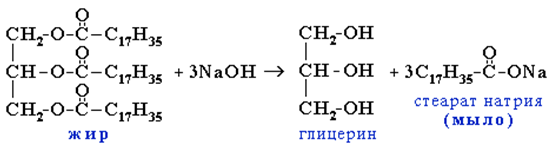 O O
CH₂-O-C-C₁₇H₃₅ CH₂-OH
O O
CH-O-C-C₁₇H₃₅ + 3NaOH → CH-OH + 3C₁₇H₃₅-C-ONa
O стеарат натрия
CH₂-O-C-C₁₇H₃₅ CH₂-OH (мыло)
жир глицерин